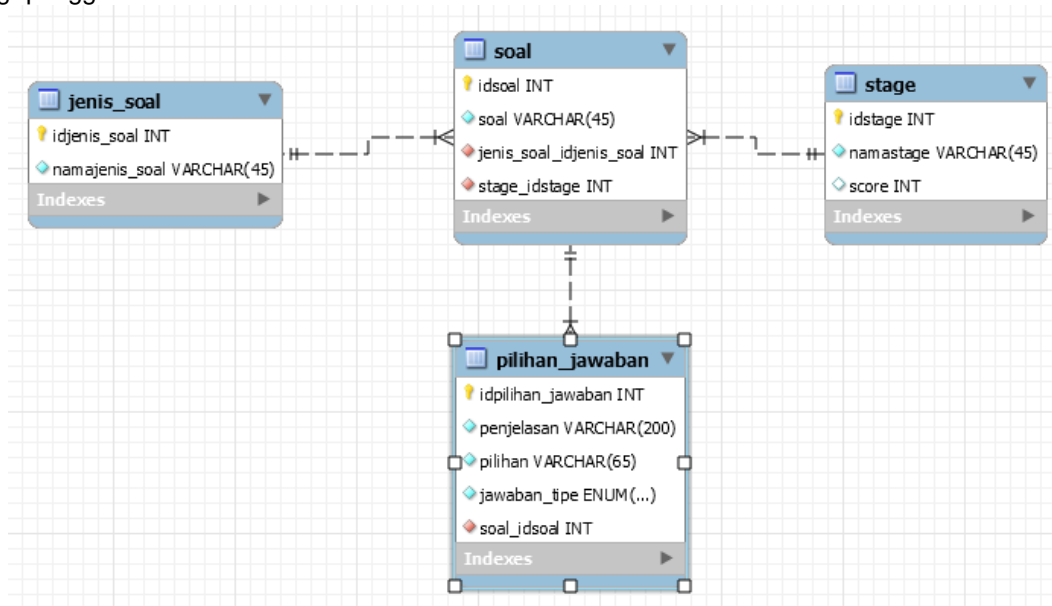 jenis_soal
idjenis_soal INT
namajenis_soal VARCHAR(45)
Indexes
soal
idsoal INT
soal VARCHAR(45)
jenis_soal_idjenis_soal INT
stage_idstage INT
Indexes
stage
idstage INT
namastage VARCHAR(45)
score INT
Indexes
pilihan_jawaban
idpilihan_jawaban INT
penjelasan VARCHAR(200)
pilihan VARCHAR(65)
jawaban_tipe ENUM(...)
soal_idsoal INT
Indexes